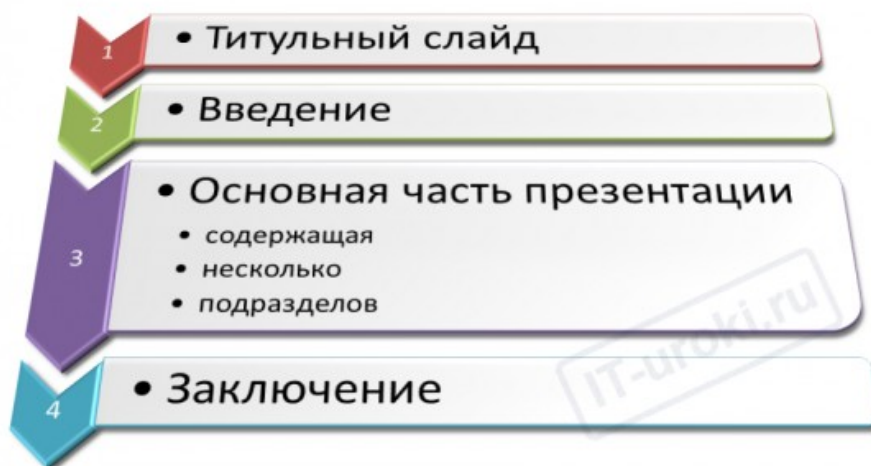 1
• Титульный слайд
2
• Введение
3
• Основная часть презентации
• содержащая
• несколько
• подразделов
4
• Заключение
IT-uroki.ru